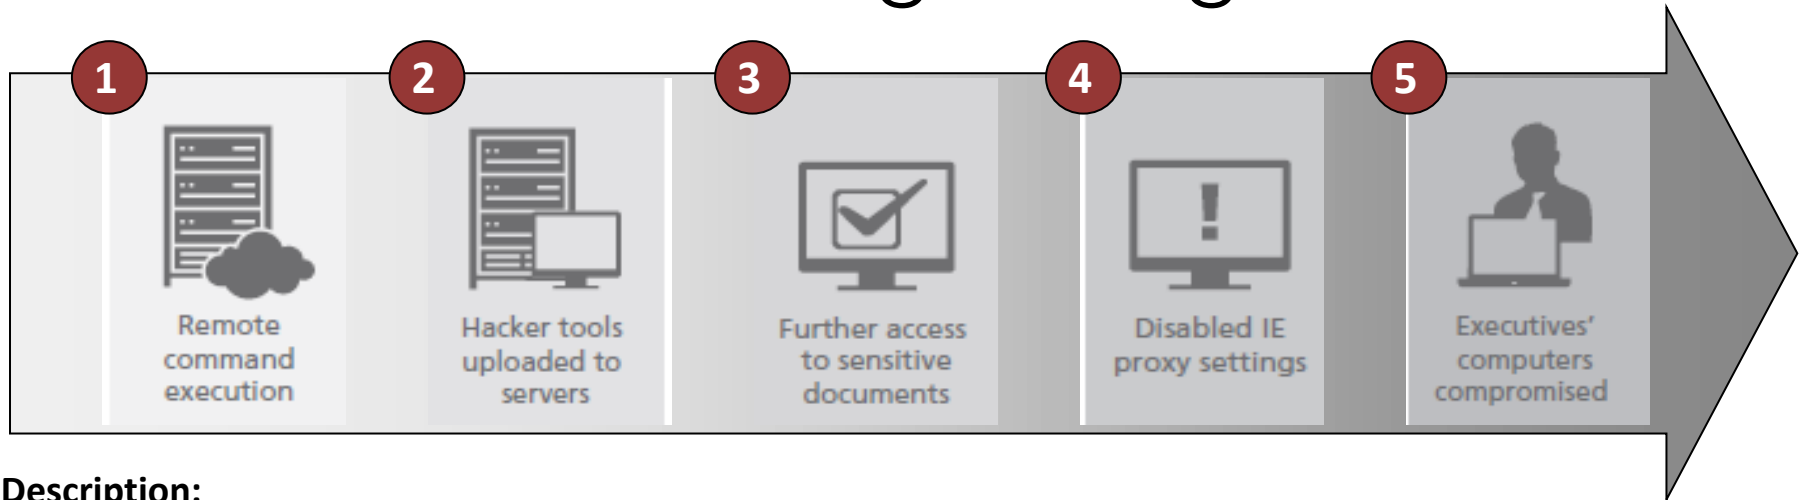 1
2
3
4
5
Remote
command
execution
Hacker tools
uploaded to
servers
Further access
to sensitive
documents
Disabled IE
proxy settings
Executives’
computers
compromised
Description: